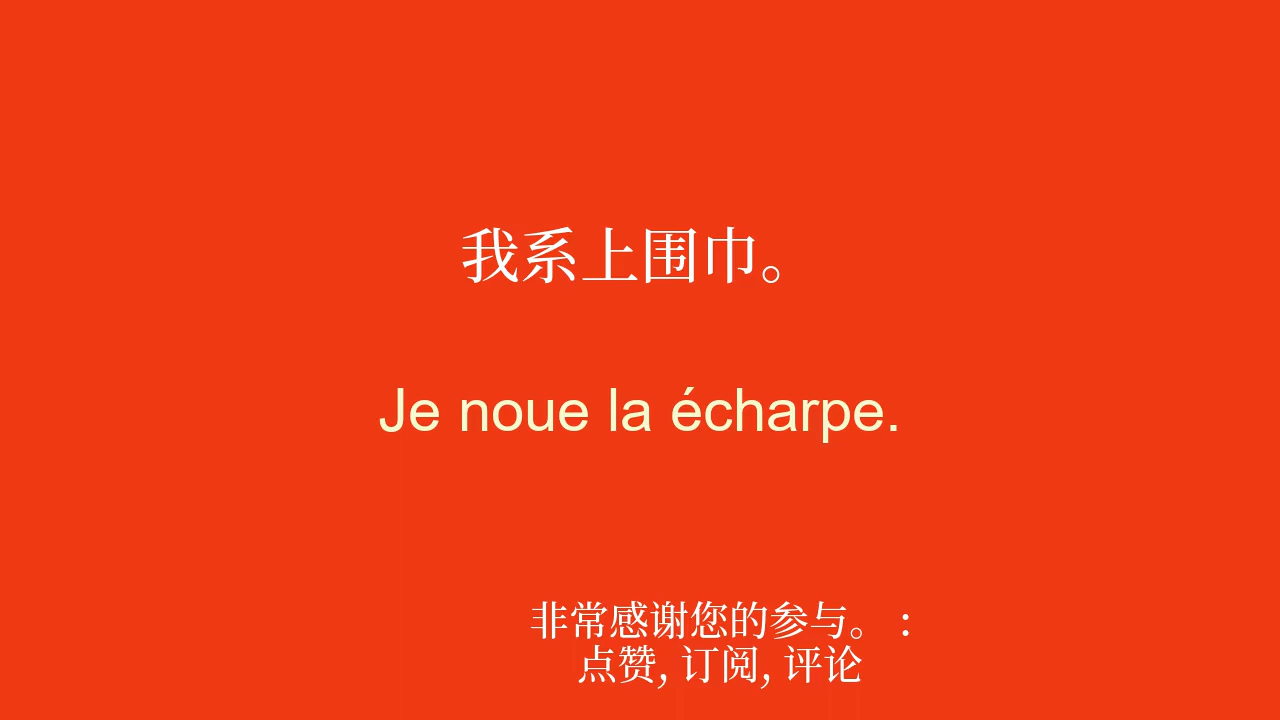 我系上围巾。
Je noue la écharpe.
非常感谢您的参与。 :
点赞, 订阅, 评论